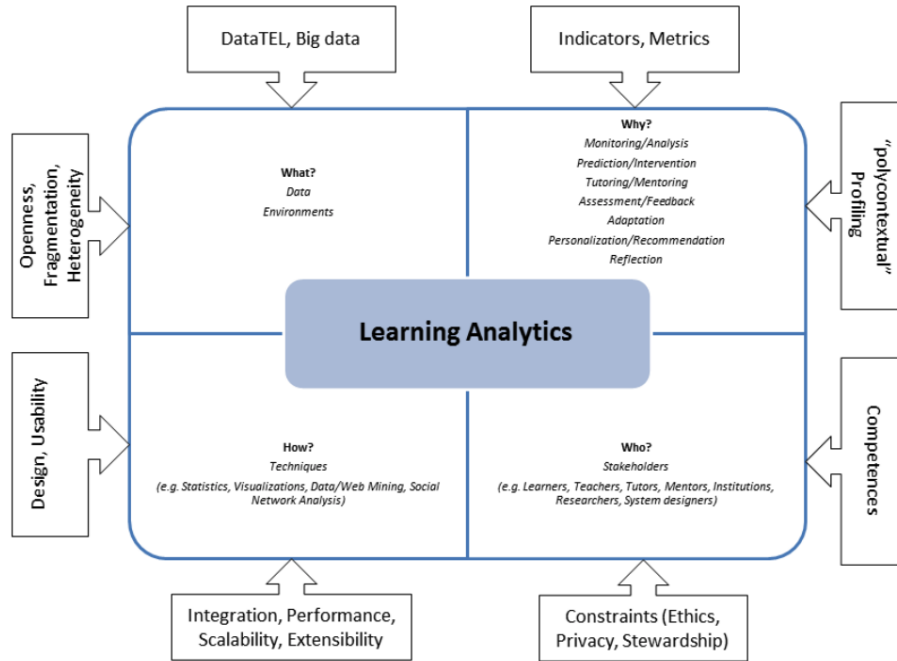 DataTEL, Big data
Indicators, Metrics
Openness,
Fragmentation,
Heterogeneity
What?
Data
Environments
Why?
Monitoring/Analysis
Prediction/Intervention
Tutoring/Mentoring
Assessment/Feedback
Adaptation
Personalization/Recommendation
Reflection
“polycontextual”
Profiling
Learning Analytics
Design, Usability
How?
Techniques
(e.g. Statistics, Visualizations, Data/Web Mining, Social
Network Analysis)
Who?
Stakeholders
(e.g. Learners, Teachers, Tutors, Mentors, Institutions,
Researchers, System designers)
Competences
Integration, Performance,
Scalability, Extensibility
Constraints (Ethics,
Privacy, Stewardship)